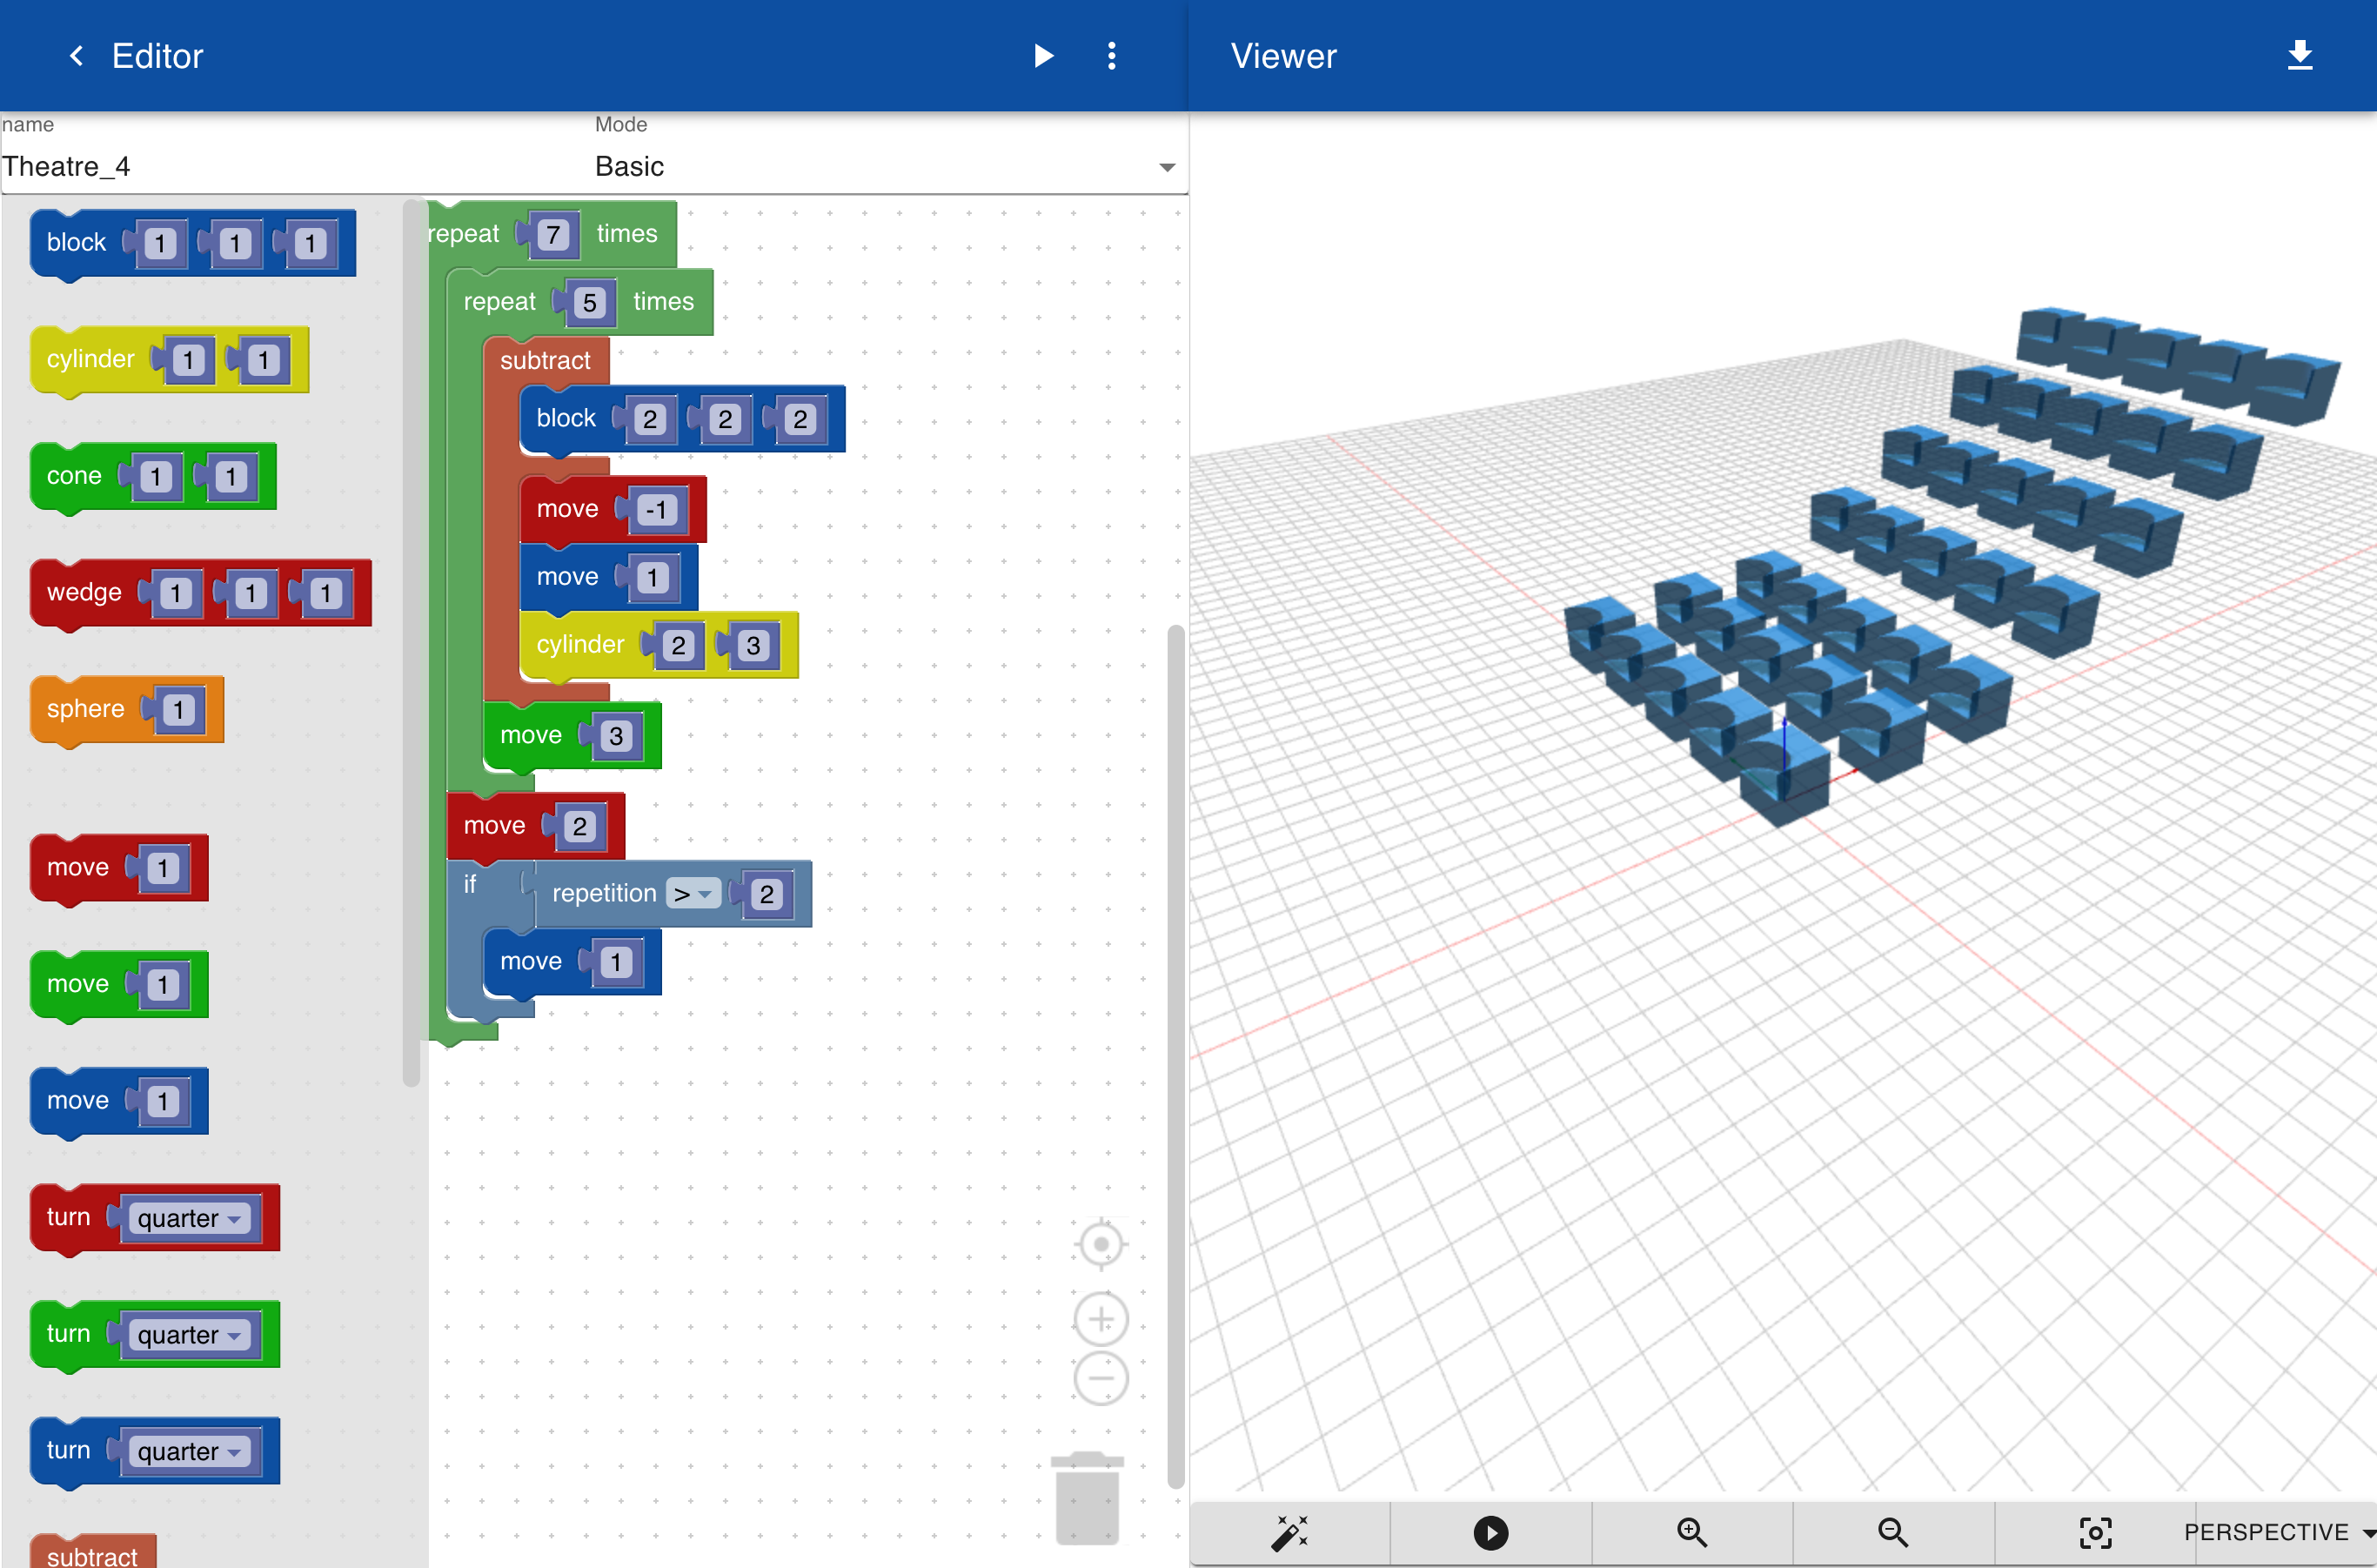 Editor
Viewer
name
Mode
Theatre_4
Basic
block 1 1 1
cylinder 1 1
cone 1 1
wedge 1 1 1
sphere 1
move 1
move 1
move 1
turn quarter
turn quarter
turn quarter
subtract
repeat 7 times
repeat 5 times
subtract
block 2 2 2
move -1
move 1
cylinder 2 3
move 3
move 2
if repetition > 2
move 1
PERSPECTIVE